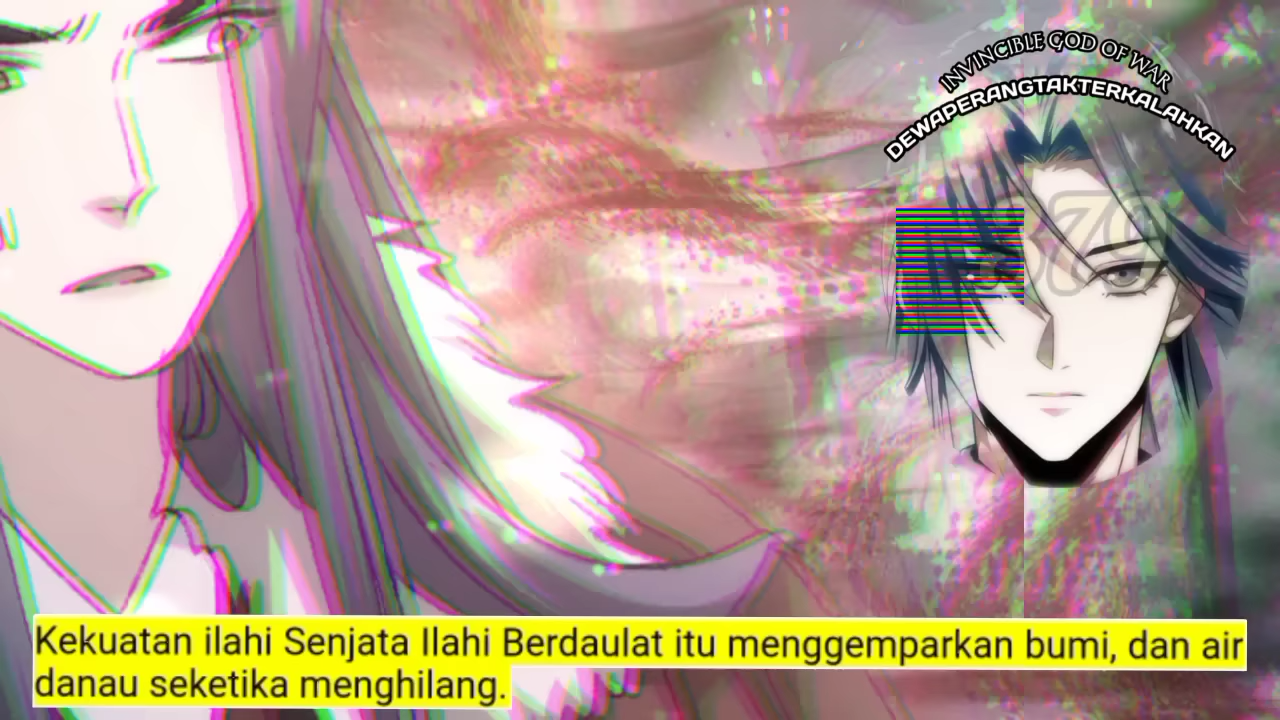 INVINCIBLE GOD OF WAR
DEWAPERANGTAKTERKALAHKAN
Kekuatan ilahi Senjata Ilahi Berdaulat itu menggemparkan bumi, dan air
danau seketika menghilang.